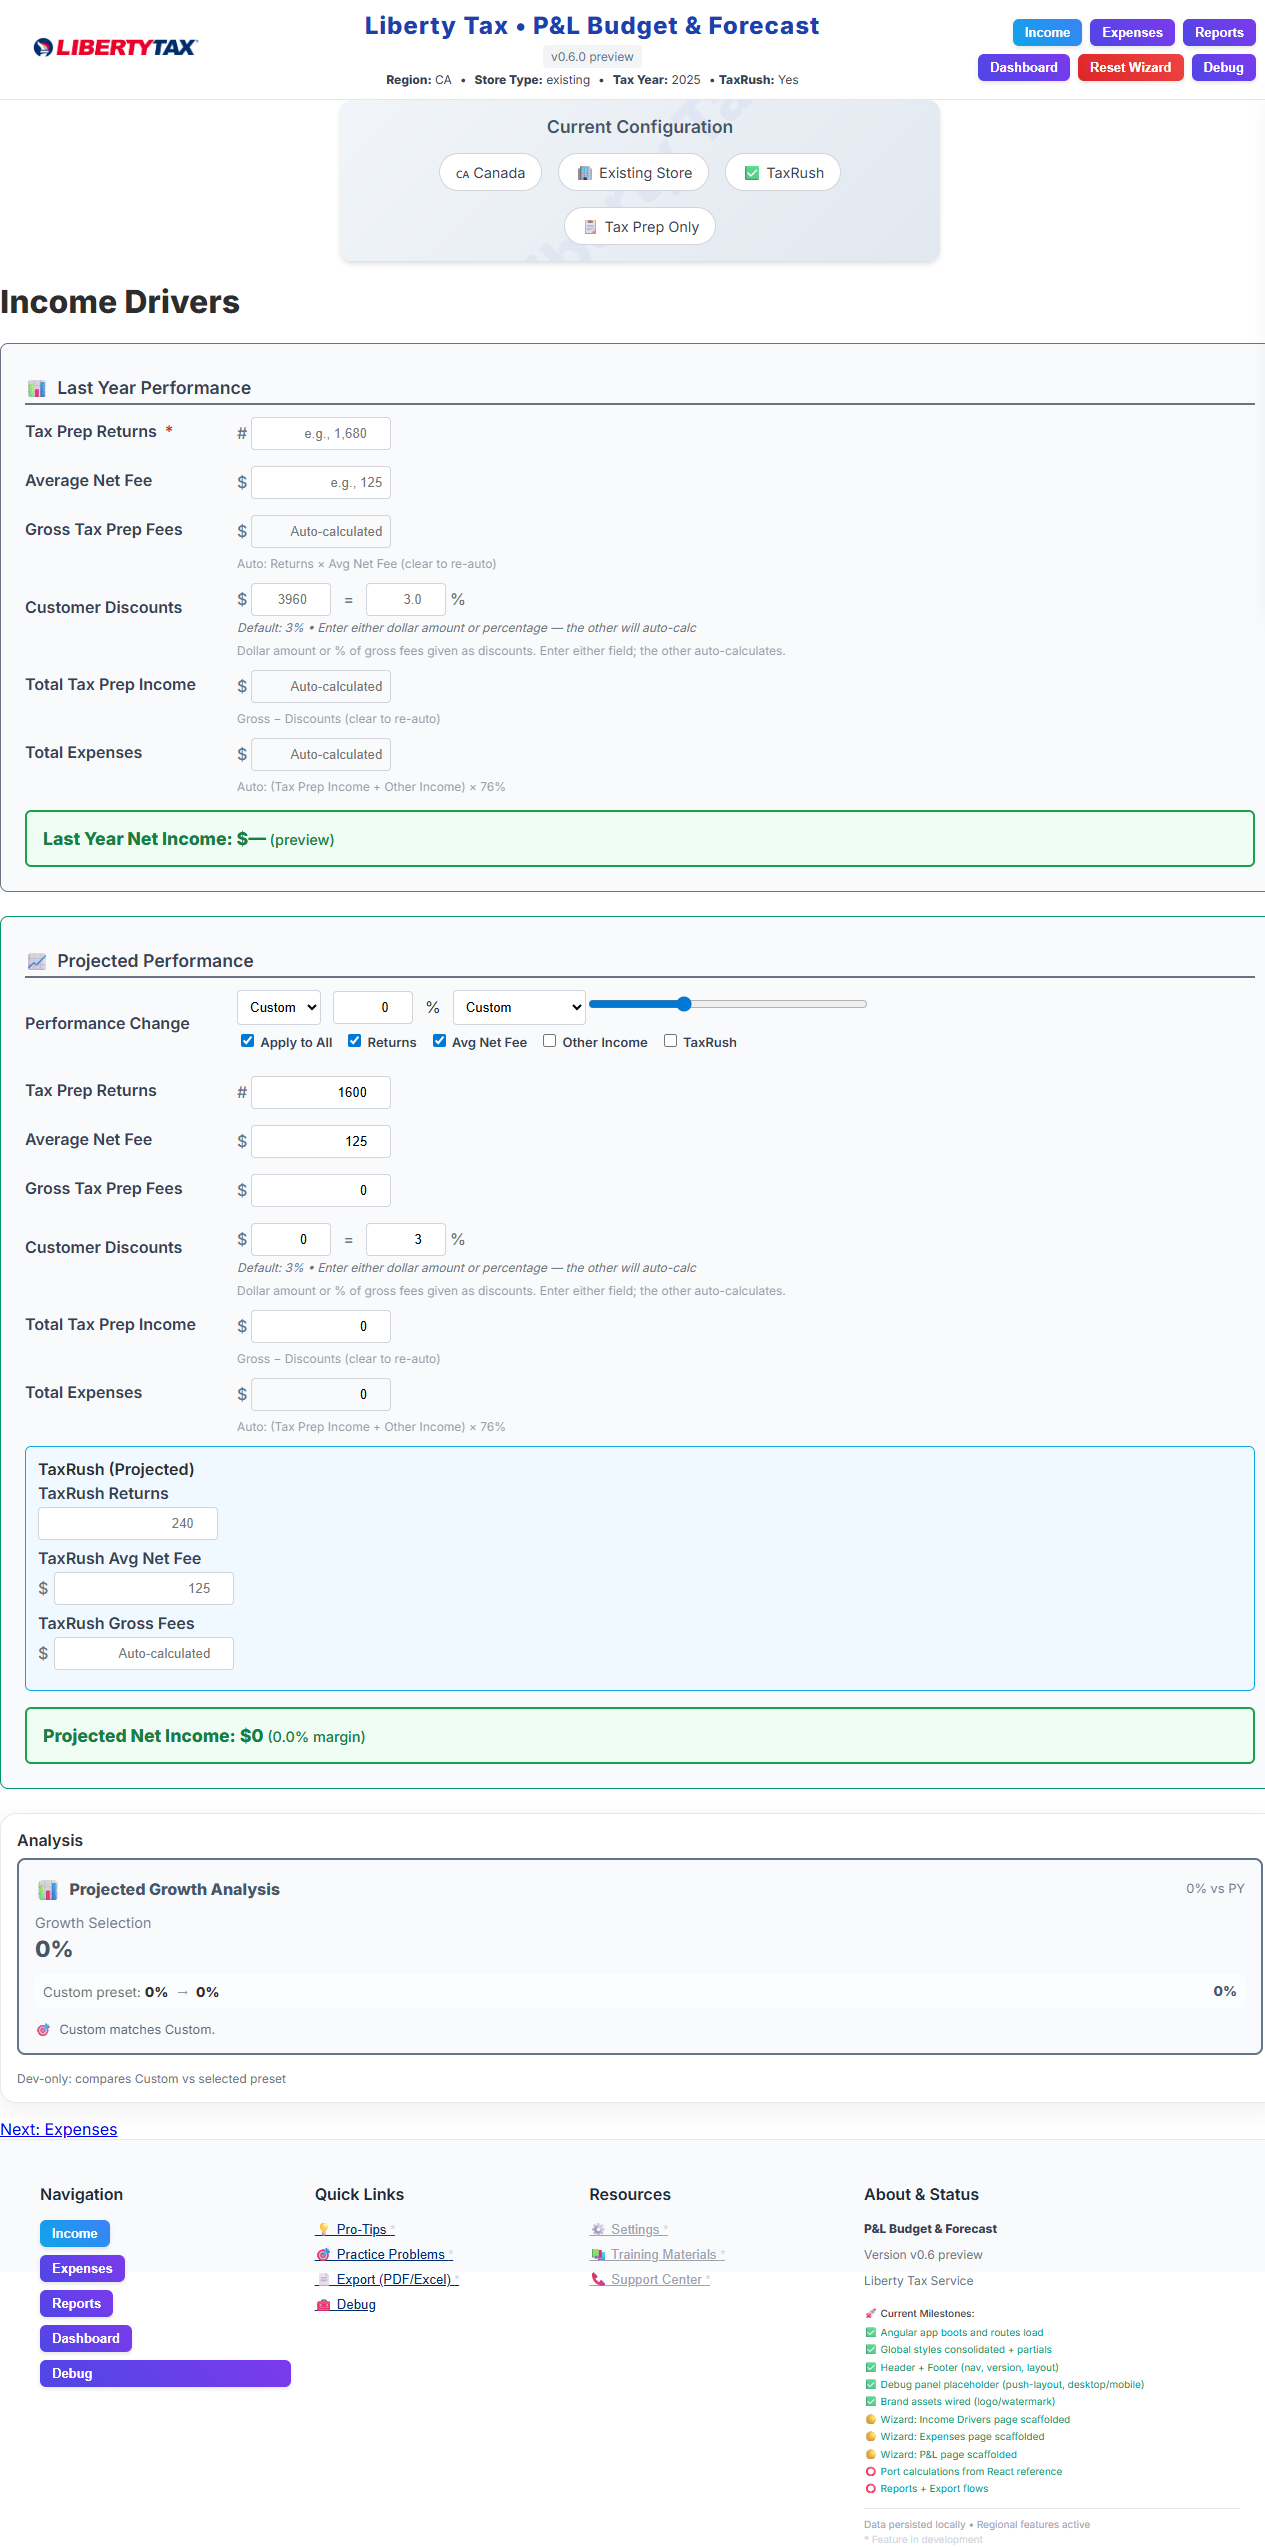 LIBERTYTAX
Liberty Tax • P&L Budget & Forecast
v0.6.0 preview
Region: CA • Store Type: existing • Tax Year: 2025 • TaxRush: Yes
Income Expenses Reports
Dashboard Reset Wizard Debug
Current Configuration
CA Canada Existing Store TaxRush
Tax Prep Only
Income Drivers
Last Year Performance
Tax Prep Returns * # e.g., 1,680
Average Net Fee $ e.g., 125
Gross Tax Prep Fees $ Auto-calculated
Auto: Returns × Avg Net Fee (clear to re-auto)
Customer Discounts $ 3960 = 3.0 %
Default: 3% • Enter either dollar amount or percentage — the other will auto-calc
Dollar amount or % of gross fees given as discounts. Enter either field; the other auto-calculates.
Total Tax Prep Income $ Auto-calculated
Gross − Discounts (clear to re-auto)
Total Expenses $ Auto-calculated
Auto: (Tax Prep Income + Other Income) × 76%
Last Year Net Income: $— (preview)
Projected Performance
Performance Change Custom 0 % Custom
Apply to All Returns Avg Net Fee Other Income TaxRush
Tax Prep Returns # 1600
Average Net Fee $ 125
Gross Tax Prep Fees $ 0
Customer Discounts $ 0 = 3 %
Default: 3% • Enter either dollar amount or percentage — the other will auto-calc
Dollar amount or % of gross fees given as discounts. Enter either field; the other auto-calculates.
Total Tax Prep Income $ 0
Gross − Discounts (clear to re-auto)
Total Expenses $ 0
Auto: (Tax Prep Income + Other Income) × 76%
TaxRush (Projected)
TaxRush Returns
240
TaxRush Avg Net Fee
$ 125
TaxRush Gross Fees
$ Auto-calculated
Projected Net Income: $0 (0.0% margin)
Analysis
Projected Growth Analysis 0% vs PY
Growth Selection
0%
Custom preset: 0% → 0% 0%
Custom matches Custom.
Dev-only: compares Custom vs selected preset
Next: Expenses
Navigation
Income
Expenses
Reports
Dashboard
Debug
Quick Links
Pro-Tips *
Practice Problems *
Export (PDF/Excel) *
Debug
Resources
Settings *
Training Materials *
Support Center *
About & Status
P&L Budget & Forecast
Version v0.6 preview
Liberty Tax Service
Current Milestones:
Angular app boots and routes load
Global styles consolidated + partials
Header + Footer (nav, version, layout)
Debug panel placeholder (push-layout, desktop/mobile)
Brand assets wired (logo/watermark)
Wizard: Income Drivers page scaffolded
Wizard: Expenses page scaffolded
Wizard: P&L page scaffolded
Port calculations from React reference
Reports + Export flows
Data persisted locally • Regional features active
* Feature in development